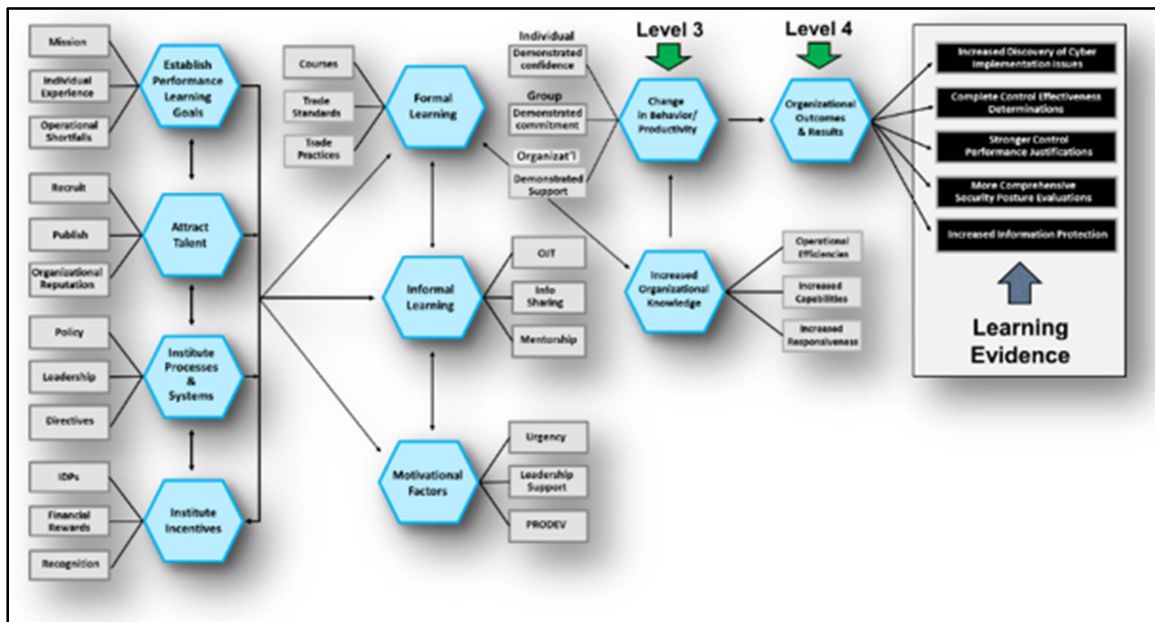 Mission
Individual
Experience
Operational
Shortfalls
Establish
Performance
Learning
Goals
Recruit
Publish
Organizational
Reputation
Attract
Talent
Policy
Leadership
Directives
Institute
Processes
&
Systems
IDPs
Financial
Rewards
Recognition
Institute
Incentives
Courses
Trade
Standards
Trade
Practices
Formal
Learning
Informal
Learning
OJT
Info
Sharing
Mentorship
Motivational
Factors
Urgency
Leadership
Support
PRODEV
Individual
Demonstrated
confidence
Group
Demonstrated
commitment
Organizat'l
Demonstrated
Support
Level 3
Change
in Behavior/
Productivity
Increased
Organizational
Knowledge
Operational
Efficiencies
Increased
Capabilities
Increased
Responsiveness
Level 4
Organizational
Outcomes
& Results
Increased Discovery of Cyber
Implementation Issues
Complete Control Effectiveness
Determinations
Stronger Control
Performance Justifications
More Comprehensive
Security Posture Evaluations
Increased Information Protection
Learning
Evidence